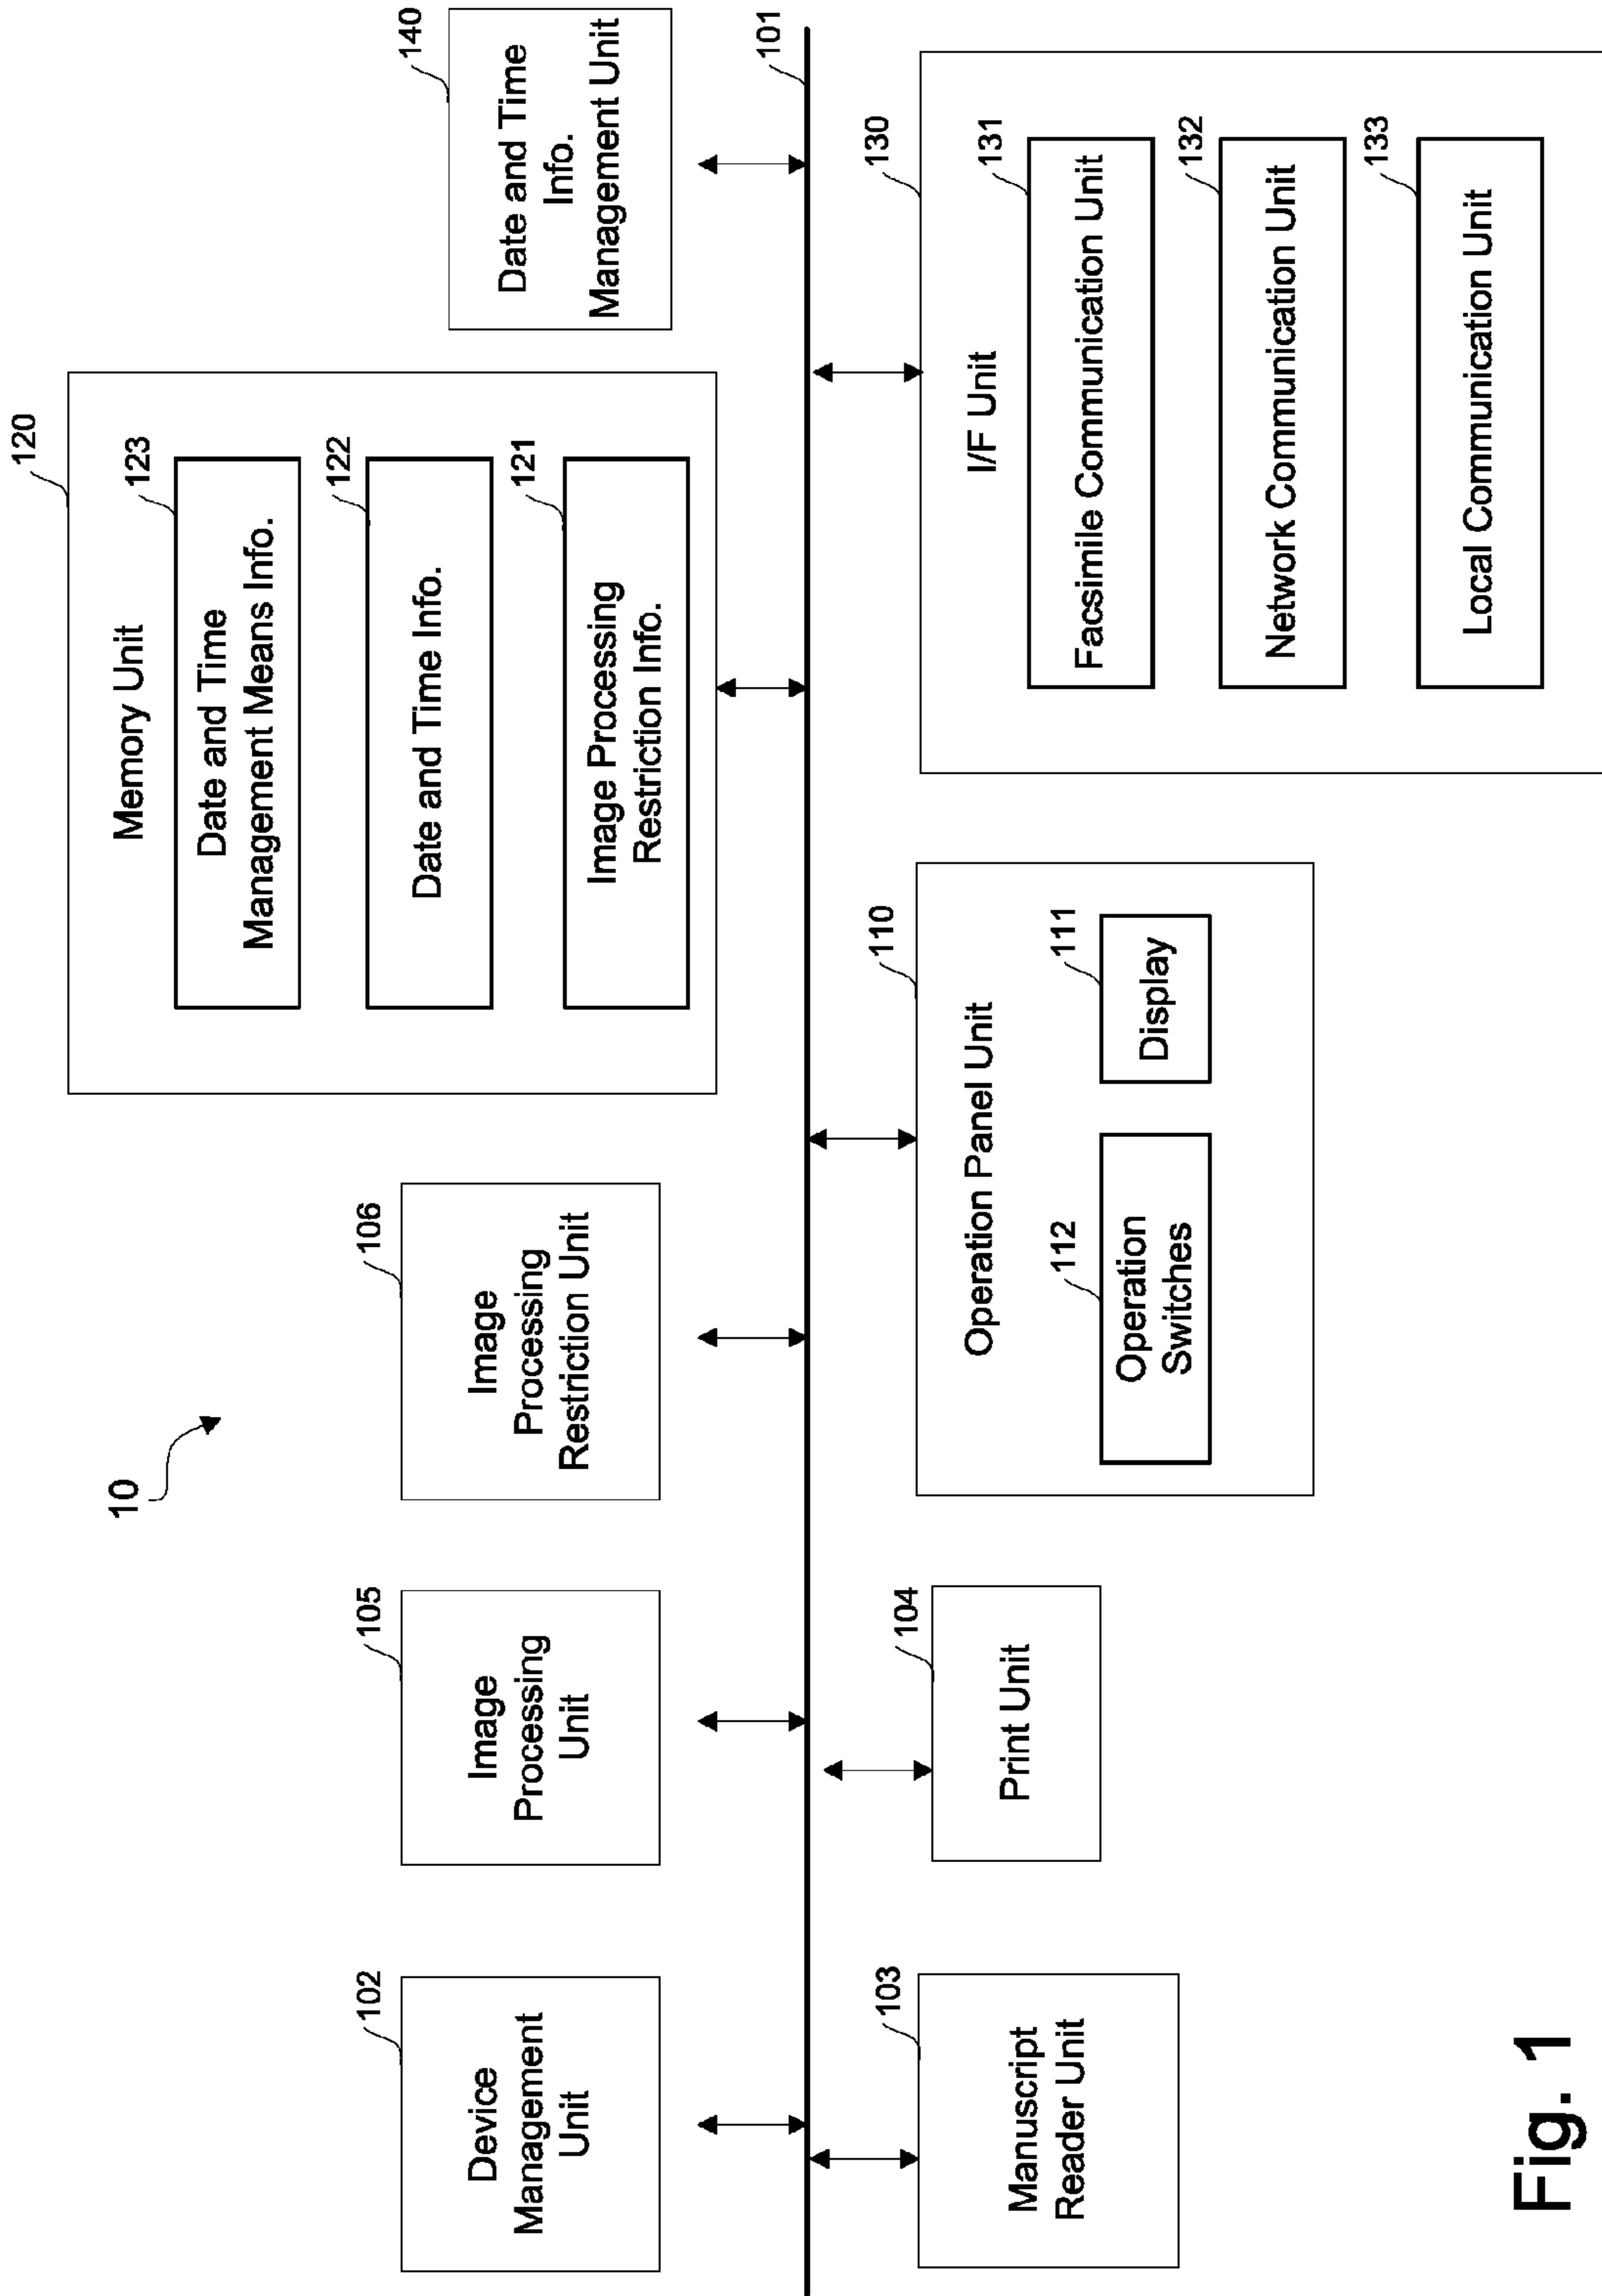 10
102
Device
Management
Unit
105
Image
Processing
Unit
106
Image
Processing
Restriction Unit
120
Memory Unit
123
Date and Time
Management Means Info.
122
Date and Time Info.
121
Image Processing
Restriction Info.
140
Date and Time
Info.
Management Unit
101
103
Manuscript
Reader Unit
104
Print Unit
110
Operation Panel Unit
112
Operation
Switches
111
Display
130
I/F Unit
131
Facsimile Communication Unit
132
Network Communication Unit
133
Local Communication Unit
Fig. 1